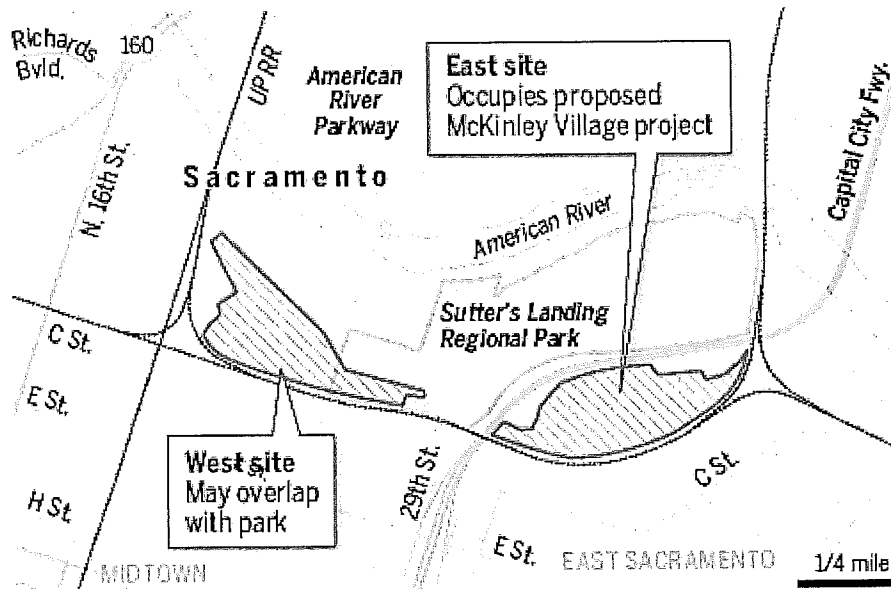 Richards
Bvld.
160
UP RR
American
River
Parkway
East site
Occupies proposed
McKinley Village project
Capital City Fwy.
N. 16th St.
Sacramento
American River
Sutter's Landing
Regional Park
C St.
E St.
H St.
West site
May overlap
with park
29th St.
C St.
E St.
MIDTOWN
EAST SACRAMENTO
1/4 mile